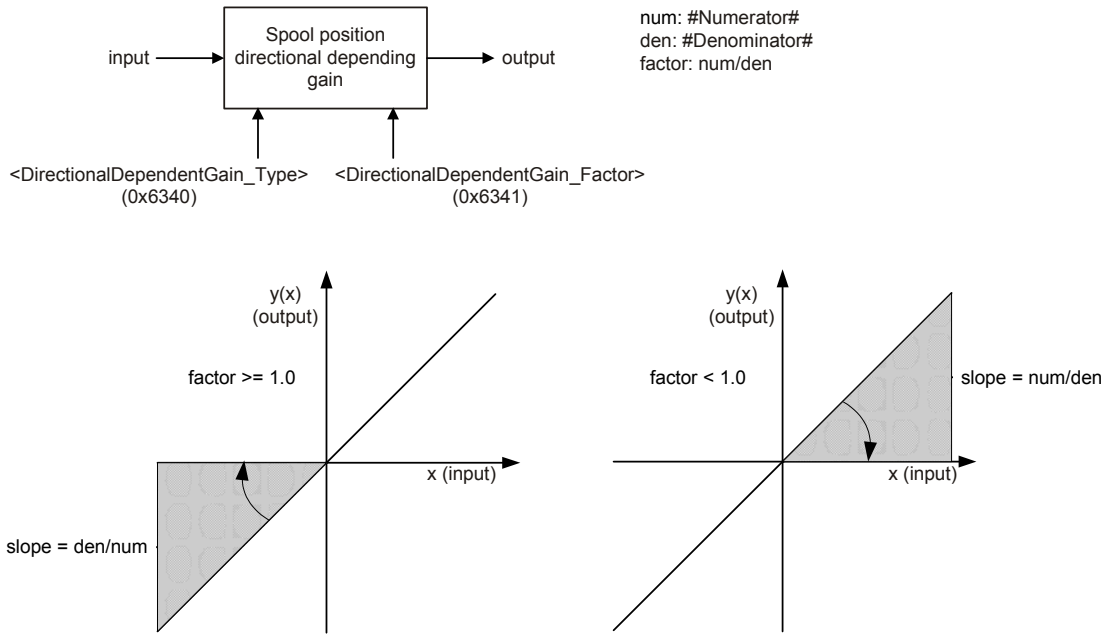 num: #Numerator#
den: #Denominator#
factor: num/den
Spool position
directional depending
gain
input
output
<DirectionalDependentGain_Type>
(0x6340)
<DirectionalDependentGain_Factor>
(0x6341)
y(x)
(output)
factor >= 1.0
x (input)
slope = den/num
y(x)
(output)
factor < 1.0
slope = num/den
x (input)